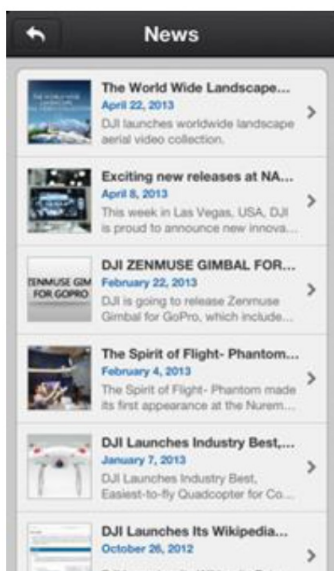 News
The World Wide Landscape...
April 22, 2013
DJI launches worldwide landscape
aerial video collection.
Exciting new releases at NA...
April 8, 2013
This week in Las Vegas, USA, DJI
is proud to announce new innova...
ZENMUSE GIM
FOR GOPRO
DJI ZENMUSE GIMBAL FOR...
February 22, 2013
DJI is going to release Zenmuse
Gimbal for GoPro, which include...
The Spirit of Flight- Phantom...
February 4, 2013
The Spirit of Flight- Phantom made
its first appearance at the Nurem...
DJI Launches Industry Best,...
January 7, 2013
DJI Launches Industry Best,
Easiest-to-fly Quadcopter for Co...
DJI Launches Its Wikipedia...
October 26, 2012